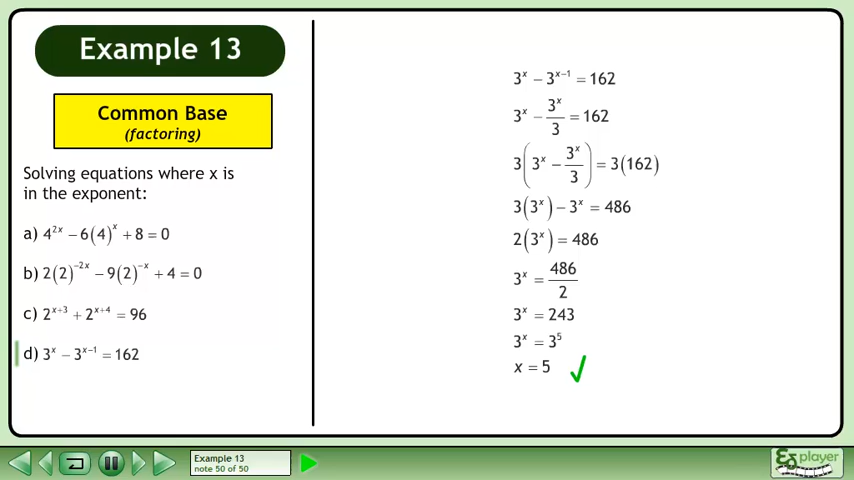 Example 13
Common Base
(factoring)
Solving equations where x is
in the exponent:
a) 4^{2x} − 6(4)^x + 8 = 0
b) 2(2)^{−2x} − 9(2)^{−x} + 4 = 0
c) 2^{x+3} + 2^{x+4} = 96
d) 3^x − 3^{x−1} = 162
3^x − 3^{x−1} = 162
3^x − \frac{3^x}{3} = 162
3(3^x − \frac{3^x}{3}) = 3(162)
3(3^x) − 3^x = 486
2(3^x) = 486
3^x = \frac{486}{2}
3^x = 243
3^x = 3^5
x = 5 ✓
Example 13
note 50 of 50
player